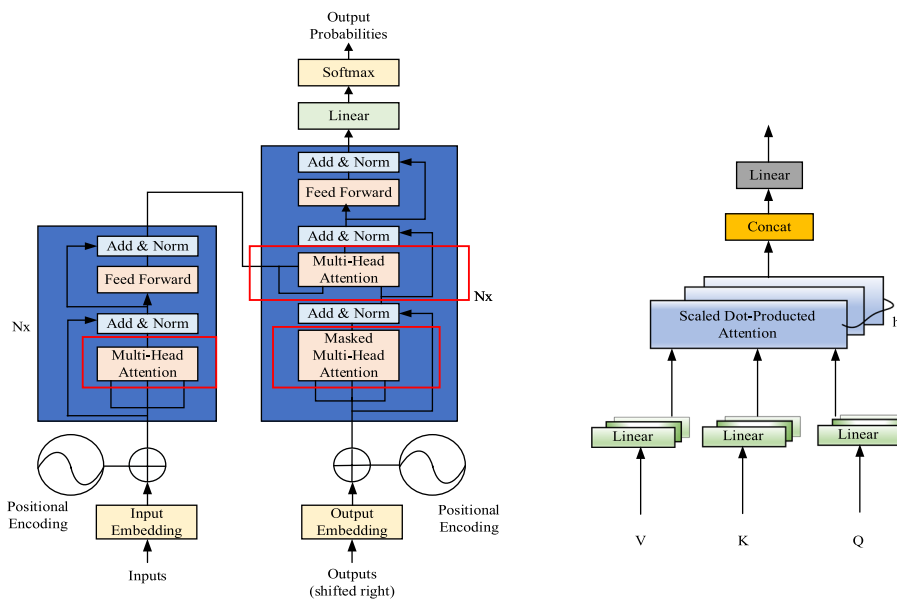 Output
Probabilities
Softmax
Linear
Add & Norm
Feed Forward
Add & Norm
Multi-Head
Attention
Nx
Add & Norm
Masked
Multi-Head
Attention
Add & Norm
Feed Forward
Add & Norm
Nx
Multi-Head
Attention
Positional
Encoding
Input
Embedding
Inputs
Output
Embedding
Positional
Encoding
Outputs
(shifted right)
Linear
Concat
Scaled Dot-Producted
Attention
h
Linear
Linear
Linear
V
K
Q